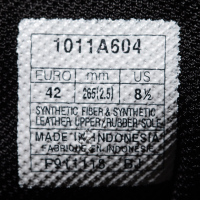 1011A604
EURO mm US
42 265(2.5) 8½
SYNTHETIC FIBER & SYNTHETIC
LEATHER UPPER/RUBBER SOLE
MADE IN INDONESIA
FABRIQUE EN INDONESIE